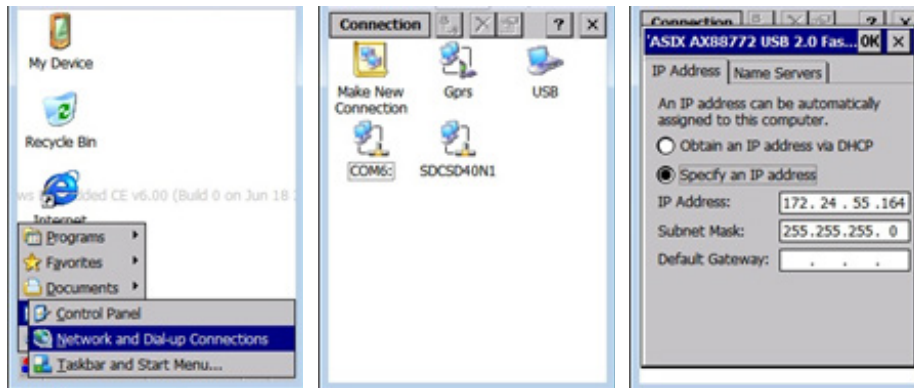 My Device
Recycle Bin
ded CE v6.00 (Build 0 on Jun 18
Internet
Programs
Favorites
Documents
Control Panel
Network and Dial-up Connections
Taskbar and Start Menu...
Connection ? ×
Make New
Connection
Gprs
USB
COM6:
SDCSD40N1
Connection ? ×
'ASIX AX88772 USB 2.0 Fas... OK ×
IP Address Name Servers
An IP address can be automatically
assigned to this computer.
Obtain an IP address via DHCP
Specify an IP address
IP Address: 172. 24 . 55 .164
Subnet Mask: 255.255.255. 0
Default Gateway: . . .